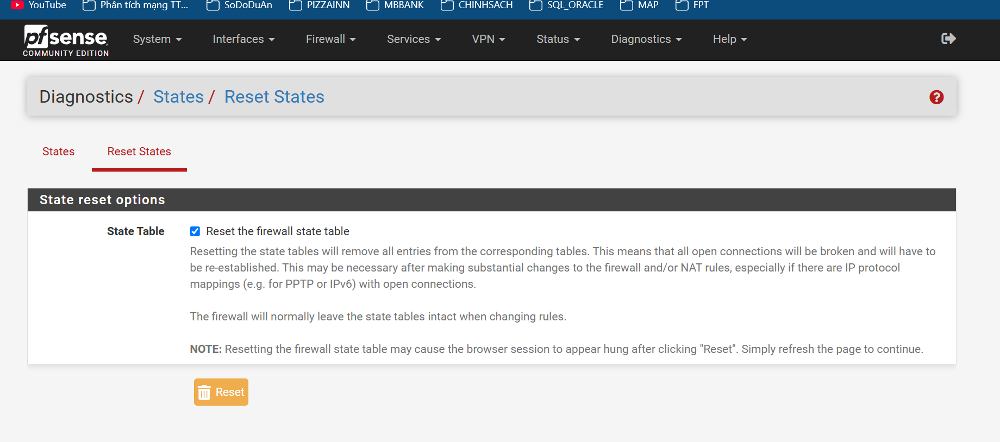 YouTube Phân tích mạng TT... SoDoDuAn PIZZAINN MBBANK CHINHSACH SQL_ORACLE MAP FPT
pfsense COMMUNITY EDITION System Interfaces Firewall Services VPN Status Diagnostics Help
Diagnostics / States / Reset States ?
States Reset States
State reset options
State Table Reset the firewall state table
Resetting the state tables will remove all entries from the corresponding tables. This means that all open connections will be broken and will have to
be re-established. This may be necessary after making substantial changes to the firewall and/or NAT rules, especially if there are IP protocol
mappings (e.g. for PPTP or IPv6) with open connections.
The firewall will normally leave the state tables intact when changing rules.
NOTE: Resetting the firewall state table may cause the browser session to appear hung after clicking "Reset". Simply refresh the page to continue.
Reset